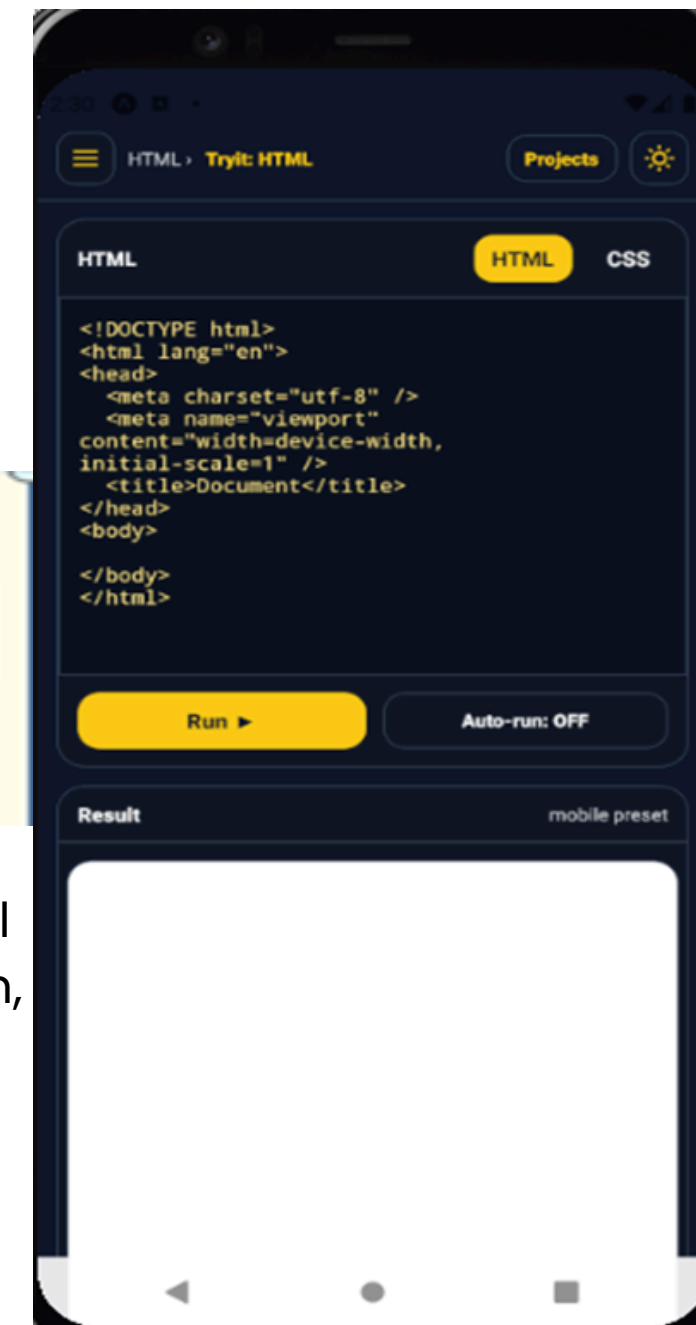 2:30
HTML › Tryit: HTML Projects
HTML HTML CSS
<!DOCTYPE html>
<html lang="en">
<head>
<meta charset="utf-8" />
<meta name="viewport"
content="width=device-width,
initial-scale=1" />
<title>Document</title>
</head>
<body>
</body>
</html>
Run ► Auto-run: OFF
Result mobile preset